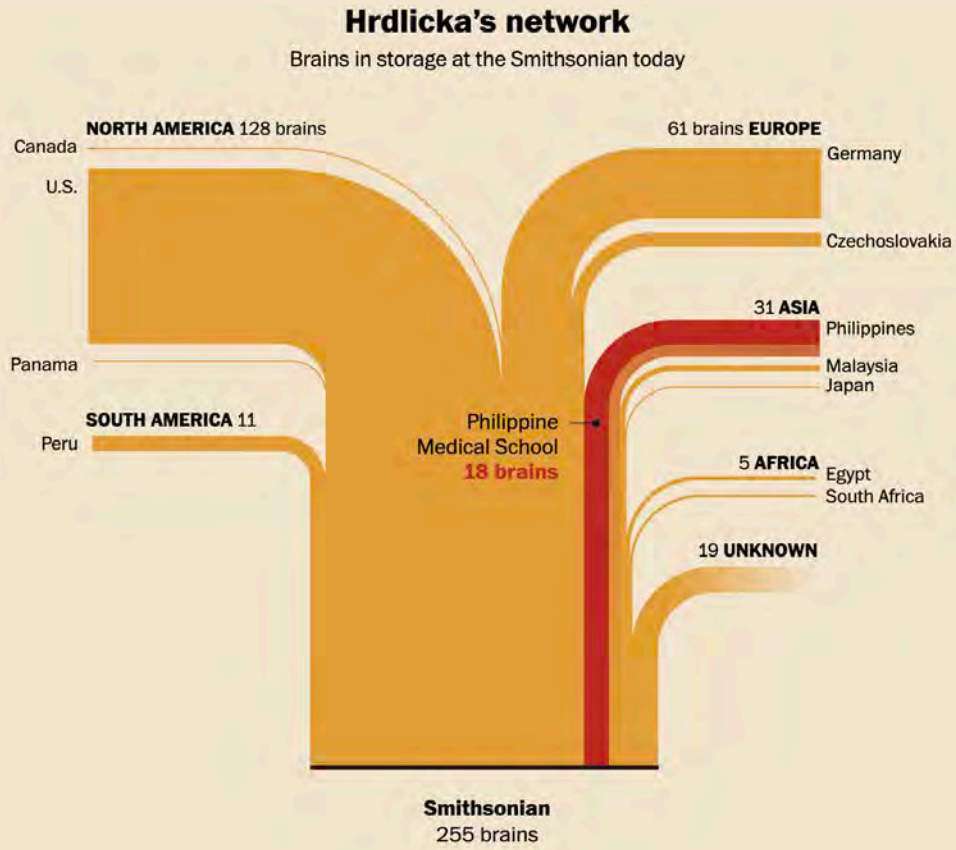 Hrdlicka's network
Brains in storage at the Smithsonian today
NORTH AMERICA 128 brains
Canada
U.S.
Panama
SOUTH AMERICA 11
Peru
61 brains EUROPE
Germany
Czechoslovakia
31 ASIA
Philippines
Malaysia
Japan
Philippine
Medical School
18 brains
5 AFRICA
Egypt
South Africa
19 UNKNOWN
Smithsonian
255 brains